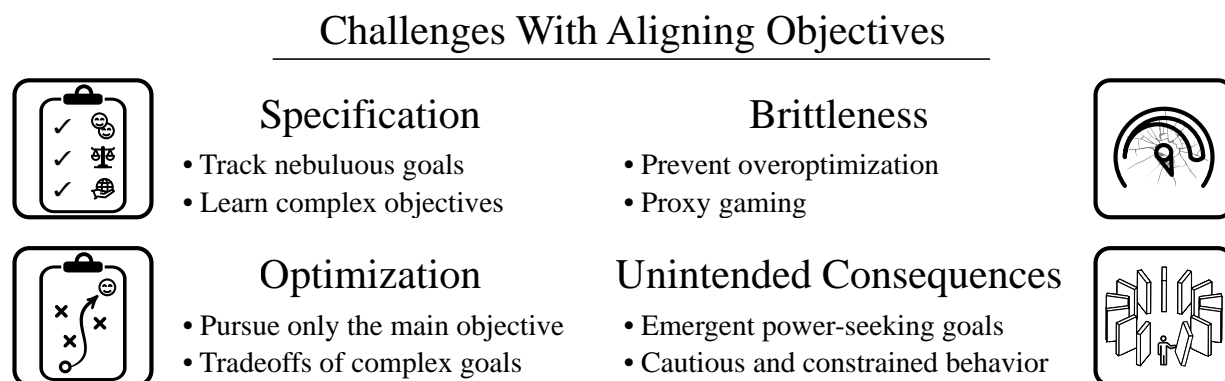 Challenges With Aligning Objectives
Specification
• Track nebuluous goals
• Learn complex objectives
Brittleness
• Prevent overoptimization
• Proxy gaming
Optimization
• Pursue only the main objective
• Tradeoffs of complex goals
Unintended Consequences
• Emergent power-seeking goals
• Cautious and constrained behavior